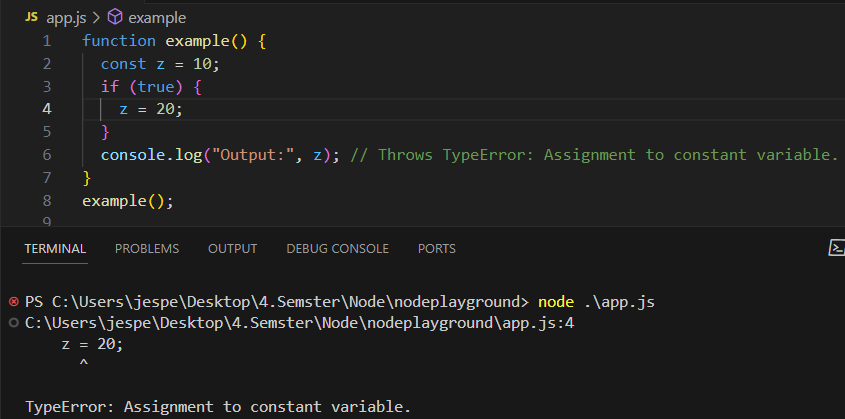 JS app.js > example
1 function example() {
2   const z = 10;
3   if (true) {
4     z = 20;
5   }
6   console.log("Output:", z); // Throws TypeError: Assignment to constant variable.
7 }
8 example();
9
TERMINAL PROBLEMS OUTPUT DEBUG CONSOLE PORTS
PS C:\Users\jespe\Desktop\4.Semster\Node\nodeplayground> node .\app.js
C:\Users\jespe\Desktop\4.Semster\Node\nodeplayground\app.js:4
    z = 20;
      ^
TypeError: Assignment to constant variable.